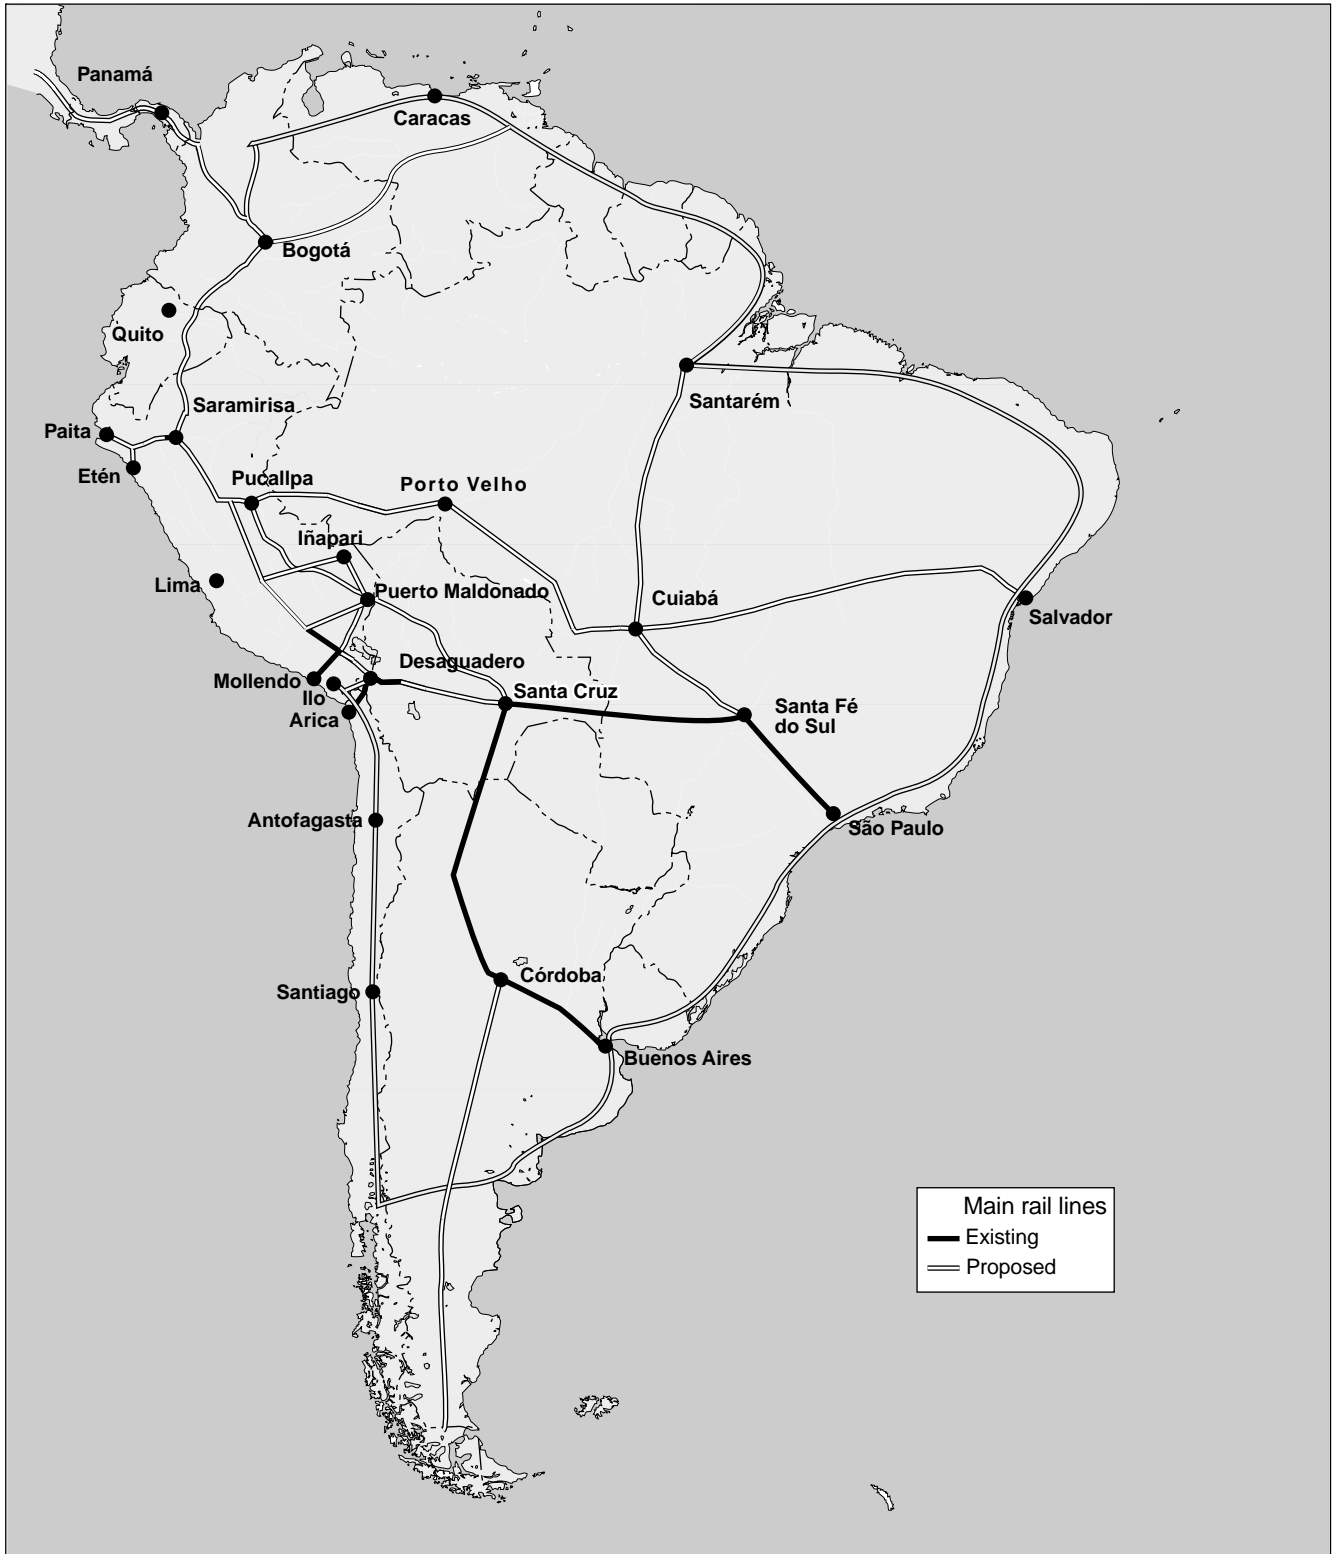 Panamá
Caracas
Bogotá
Quito
Santarém
Saramirisa
Paita
Etén
Pucallpa
Porto Velho
Iñapari
Lima
Puerto Maldonado
Cuiabá
Salvador
Desaguadero
Mollendo
Ilo
Santa Cruz
Arica
Santa Fé
do Sul
Antofagasta
São Paulo
Córdoba
Santiago
Buenos Aires
Main rail lines
Existing
Proposed